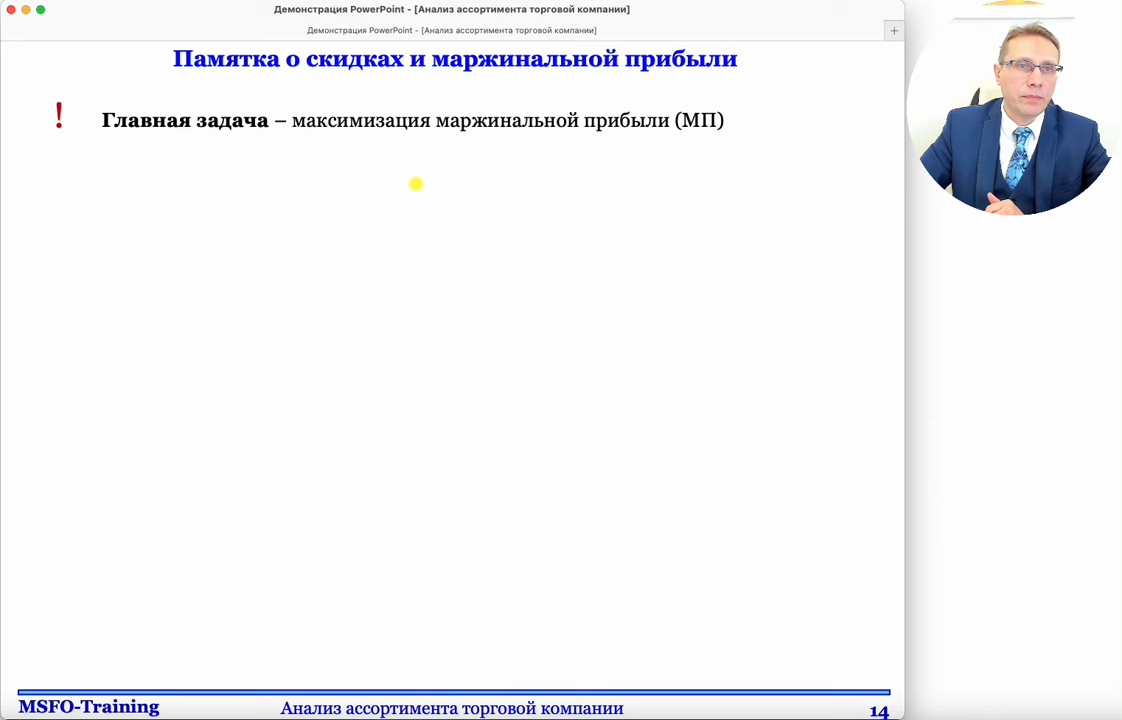 Демонстрация PowerPoint - [Анализ ассортимента торговой компании]
Демонстрация PowerPoint - [Анализ ассортимента торговой компании]
+
Памятка о скидках и маржинальной прибыли
! Главная задача – максимизация маржинальной прибыли (МП)
MSFO-Training Анализ ассортимента торговой компании 14